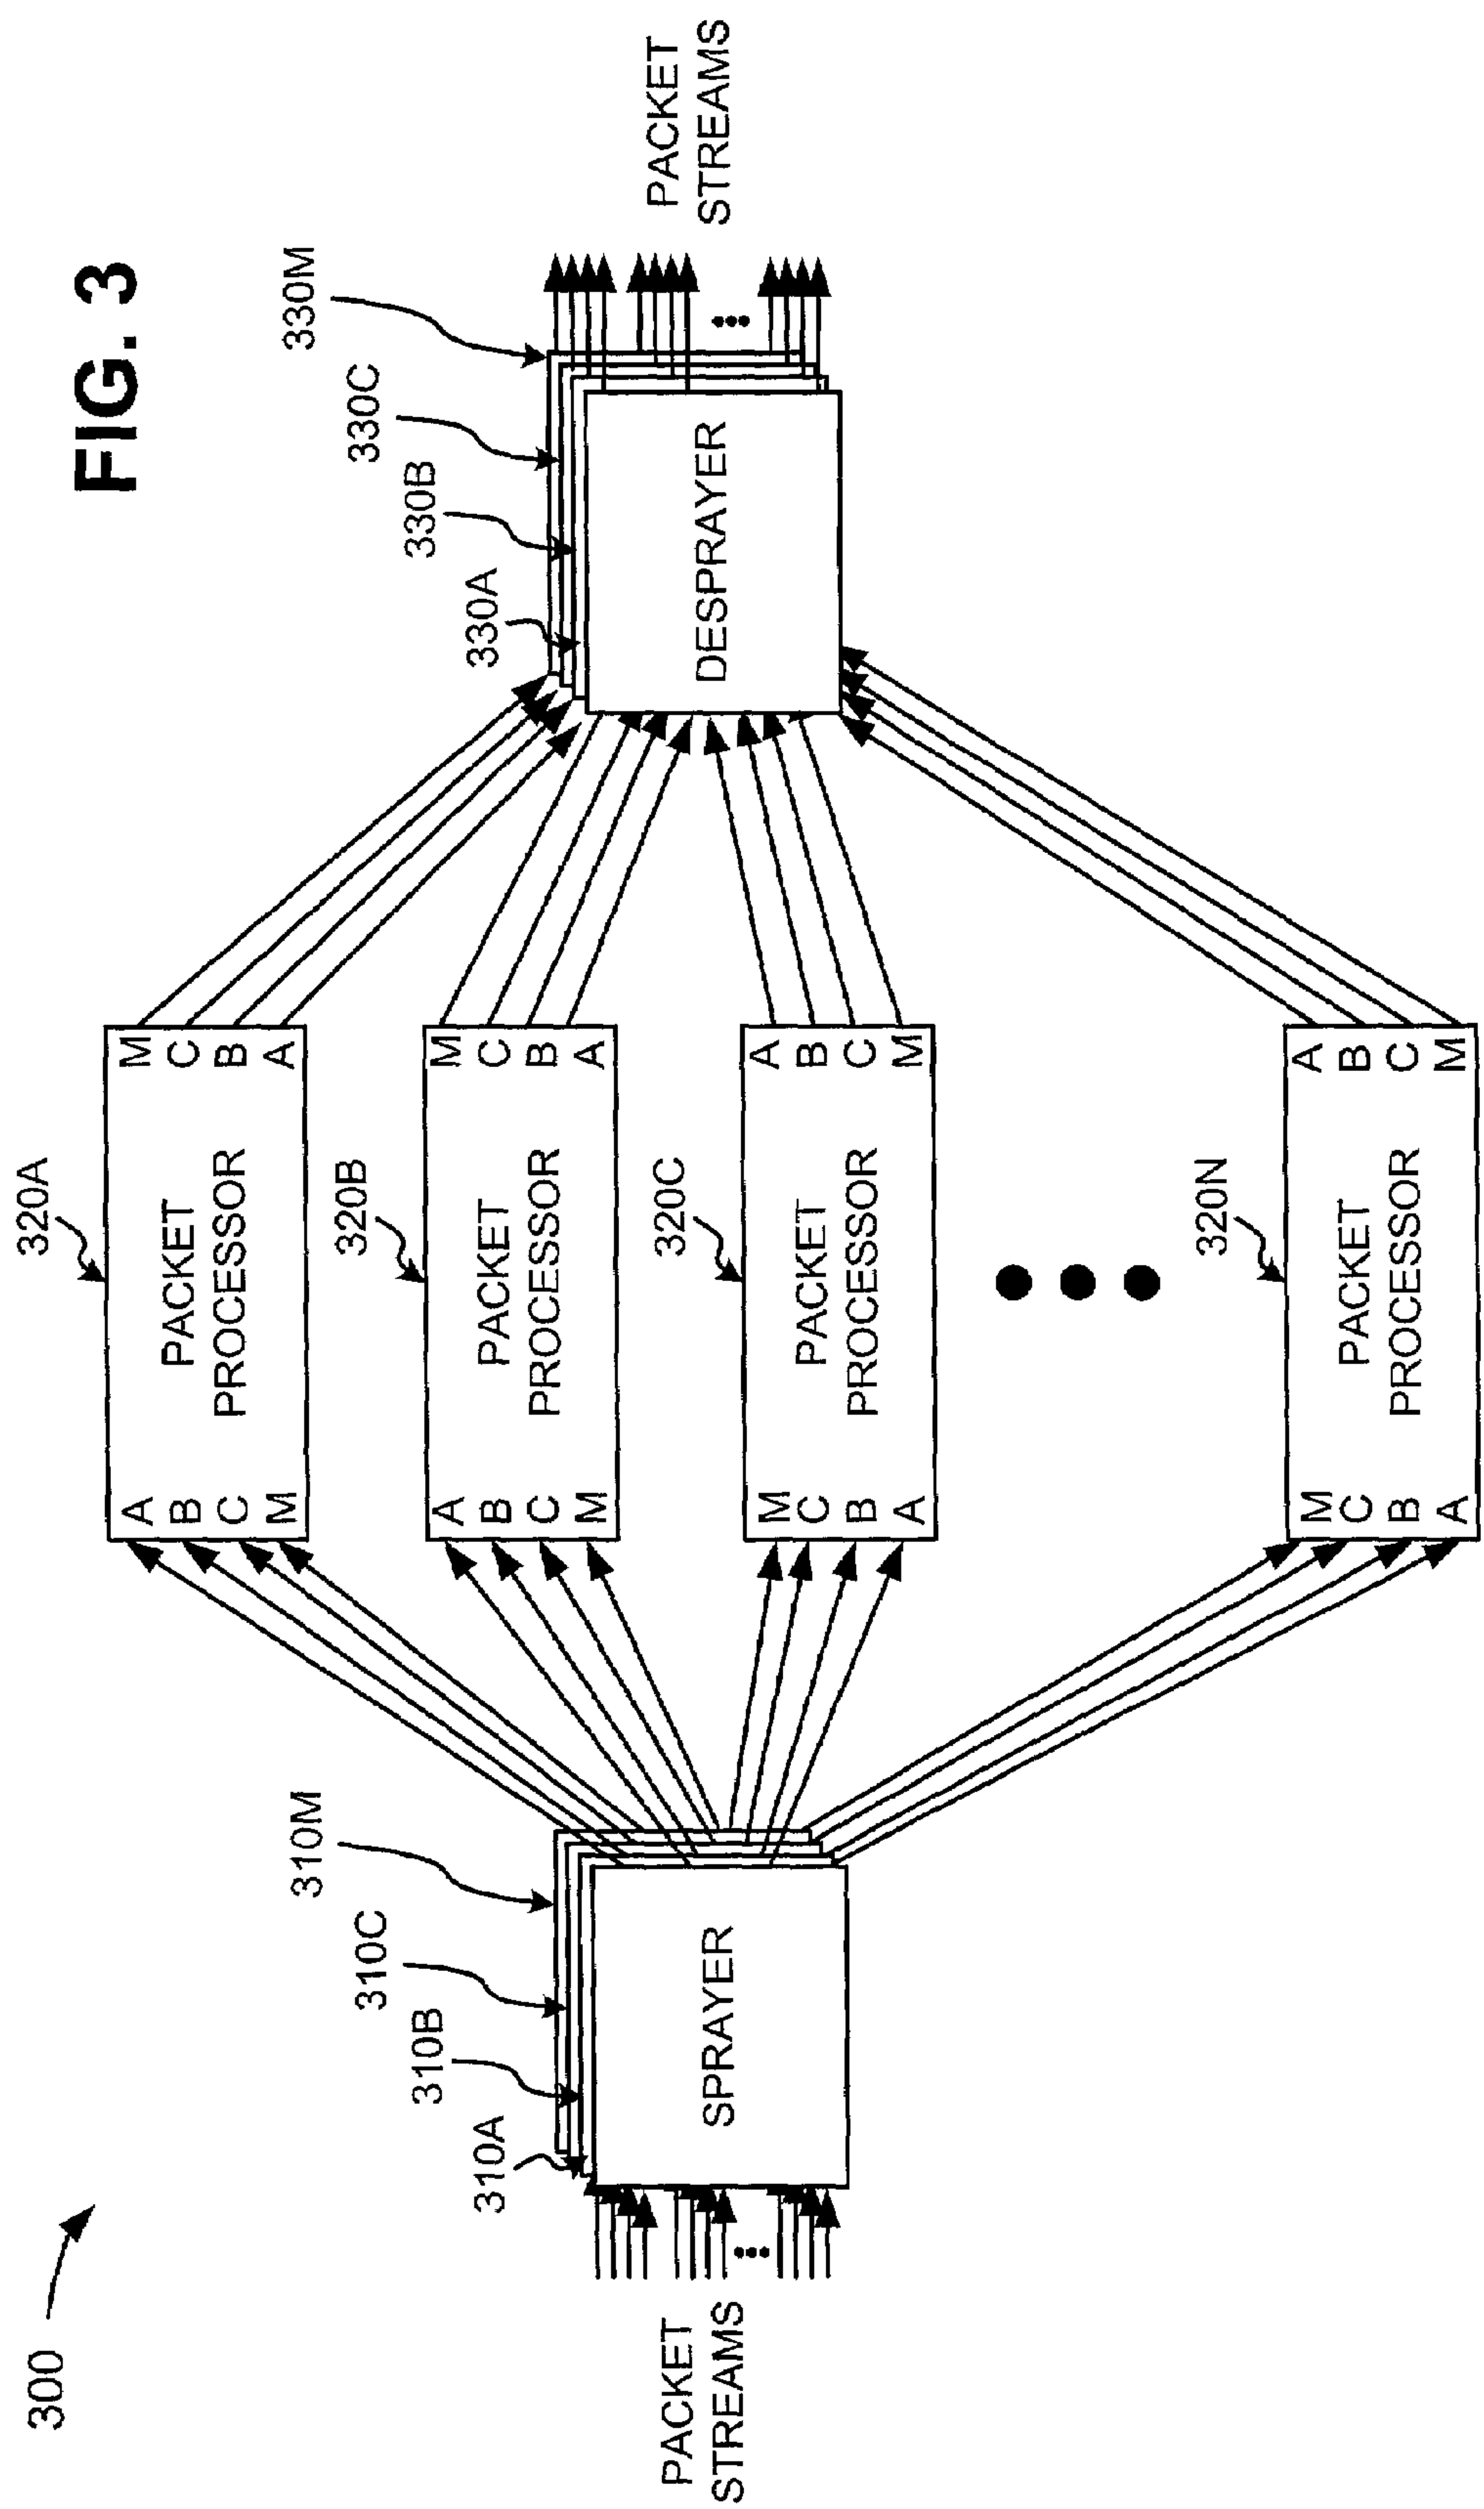 FIG. 3
300
PACKET
STREAMS
310A
310B
310C
310M
SPRAYER
320A
A
B
C
M
PACKET
PROCESSOR
M
C
B
A
320B
A
B
C
M
PACKET
PROCESSOR
M
C
B
A
320C
M
C
B
A
PACKET
PROCESSOR
A
B
C
M
320N
M
C
B
A
PACKET
PROCESSOR
A
B
C
M
330A
330B
330C
330M
DESPRAYER
PACKET
STREAMS